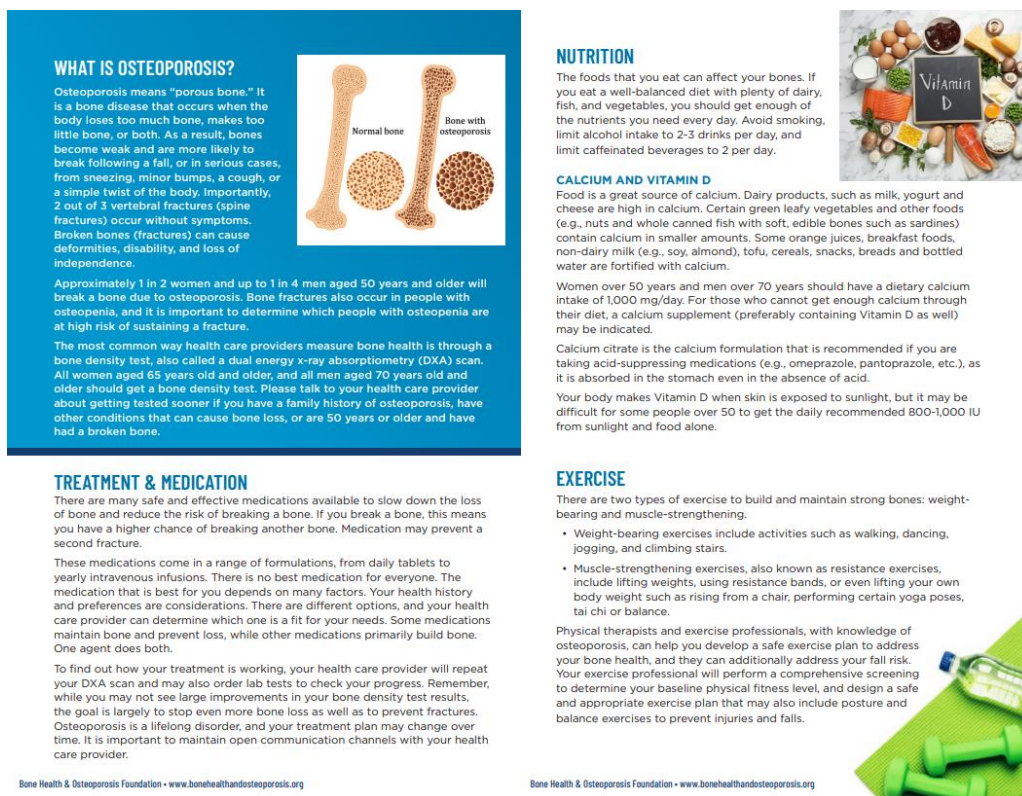 WHAT IS OSTEOPOROSIS?
Osteoporosis means “porous bone.” It
is a bone disease that occurs when the
body loses too much bone, makes too
little bone, or both. As a result, bones
become weak and are more likely to
break following a fall, or in serious cases,
from sneezing, minor bumps, a cough, or
a simple twist of the body. Importantly,
2 out of 3 vertebral fractures (spine
fractures) occur without symptoms.
Broken bones (fractures) can cause
deformities, disability, and loss of
independence.
Normal bone
Bone with
osteoporosis
Approximately 1 in 2 women and up to 1 in 4 men aged 50 years and older will
break a bone due to osteoporosis. Bone fractures also occur in people with
osteopenia, and it is important to determine which people with osteopenia are
at high risk of sustaining a fracture.
The most common way health care providers measure bone health is through a
bone density test, also called a dual energy x-ray absorptiometry (DXA) scan.
All women aged 65 years old and older, and all men aged 70 years old and
older should get a bone density test. Please talk to your health care provider
about getting tested sooner if you have a family history of osteoporosis, have
other conditions that can cause bone loss, or are 50 years or older and have
had a broken bone.
TREATMENT & MEDICATION
There are many safe and effective medications available to slow down the loss
of bone and reduce the risk of breaking a bone. If you break a bone, this means
you have a higher chance of breaking another bone. Medication may prevent a
second fracture.
These medications come in a range of formulations, from daily tablets to
yearly intravenous infusions. There is no best medication for everyone. The
medication that is best for you depends on many factors. Your health history
and preferences are considerations. There are different options, and your health
care provider can determine which one is a fit for your needs. Some medications
maintain bone and prevent loss, while other medications primarily build bone.
One agent does both.
To find out how your treatment is working, your health care provider will repeat
your DXA scan and may also order lab tests to check your progress. Remember,
while you may not see large improvements in your bone density test results,
the goal is largely to stop even more bone loss as well as to prevent fractures.
Osteoporosis is a lifelong disorder, and your treatment plan may change over
time. It is important to maintain open communication channels with your health
care provider.
Bone Health & Osteoporosis Foundation • www.bonehealthandosteoporosis.org
NUTRITION
The foods that you eat can affect your bones. If
you eat a well-balanced diet with plenty of dairy,
fish, and vegetables, you should get enough of
the nutrients you need every day. Avoid smoking,
limit alcohol intake to 2-3 drinks per day, and
limit caffeinated beverages to 2 per day.
Vitamin
D
CALCIUM AND VITAMIN D
Food is a great source of calcium. Dairy products, such as milk, yogurt and
cheese are high in calcium. Certain green leafy vegetables and other foods
(e.g., nuts and whole canned fish with soft, edible bones such as sardines)
contain calcium in smaller amounts. Some orange juices, breakfast foods,
non-dairy milk (e.g., soy, almond), tofu, cereals, snacks, breads and bottled
water are fortified with calcium.
Women over 50 years and men over 70 years should have a dietary calcium
intake of 1,000 mg/day. For those who cannot get enough calcium through
their diet, a calcium supplement (preferably containing Vitamin D as well)
may be indicated.
Calcium citrate is the calcium formulation that is recommended if you are
taking acid-suppressing medications (e.g., omeprazole, pantoprazole, etc.), as
it is absorbed in the stomach even in the absence of acid.
Your body makes Vitamin D when skin is exposed to sunlight, but it may be
difficult for some people over 50 to get the daily recommended 800-1,000 IU
from sunlight and food alone.
EXERCISE
There are two types of exercise to build and maintain strong bones: weight-
bearing and muscle-strengthening.
• Weight-bearing exercises include activities such as walking, dancing,
jogging, and climbing stairs.
• Muscle-strengthening exercises, also known as resistance exercises,
include lifting weights, using resistance bands, or even lifting your own
body weight such as rising from a chair, performing certain yoga poses,
tai chi or balance.
Physical therapists and exercise professionals, with knowledge of
osteoporosis, can help you develop a safe exercise plan to address
your bone health, and they can additionally address your fall risk.
Your exercise professional will perform a comprehensive screening
to determine your baseline physical fitness level, and design a safe
and appropriate exercise plan that may also include posture and
balance exercises to prevent injuries and falls.
Bone Health & Osteoporosis Foundation • www.bonehealthandosteoporosis.org